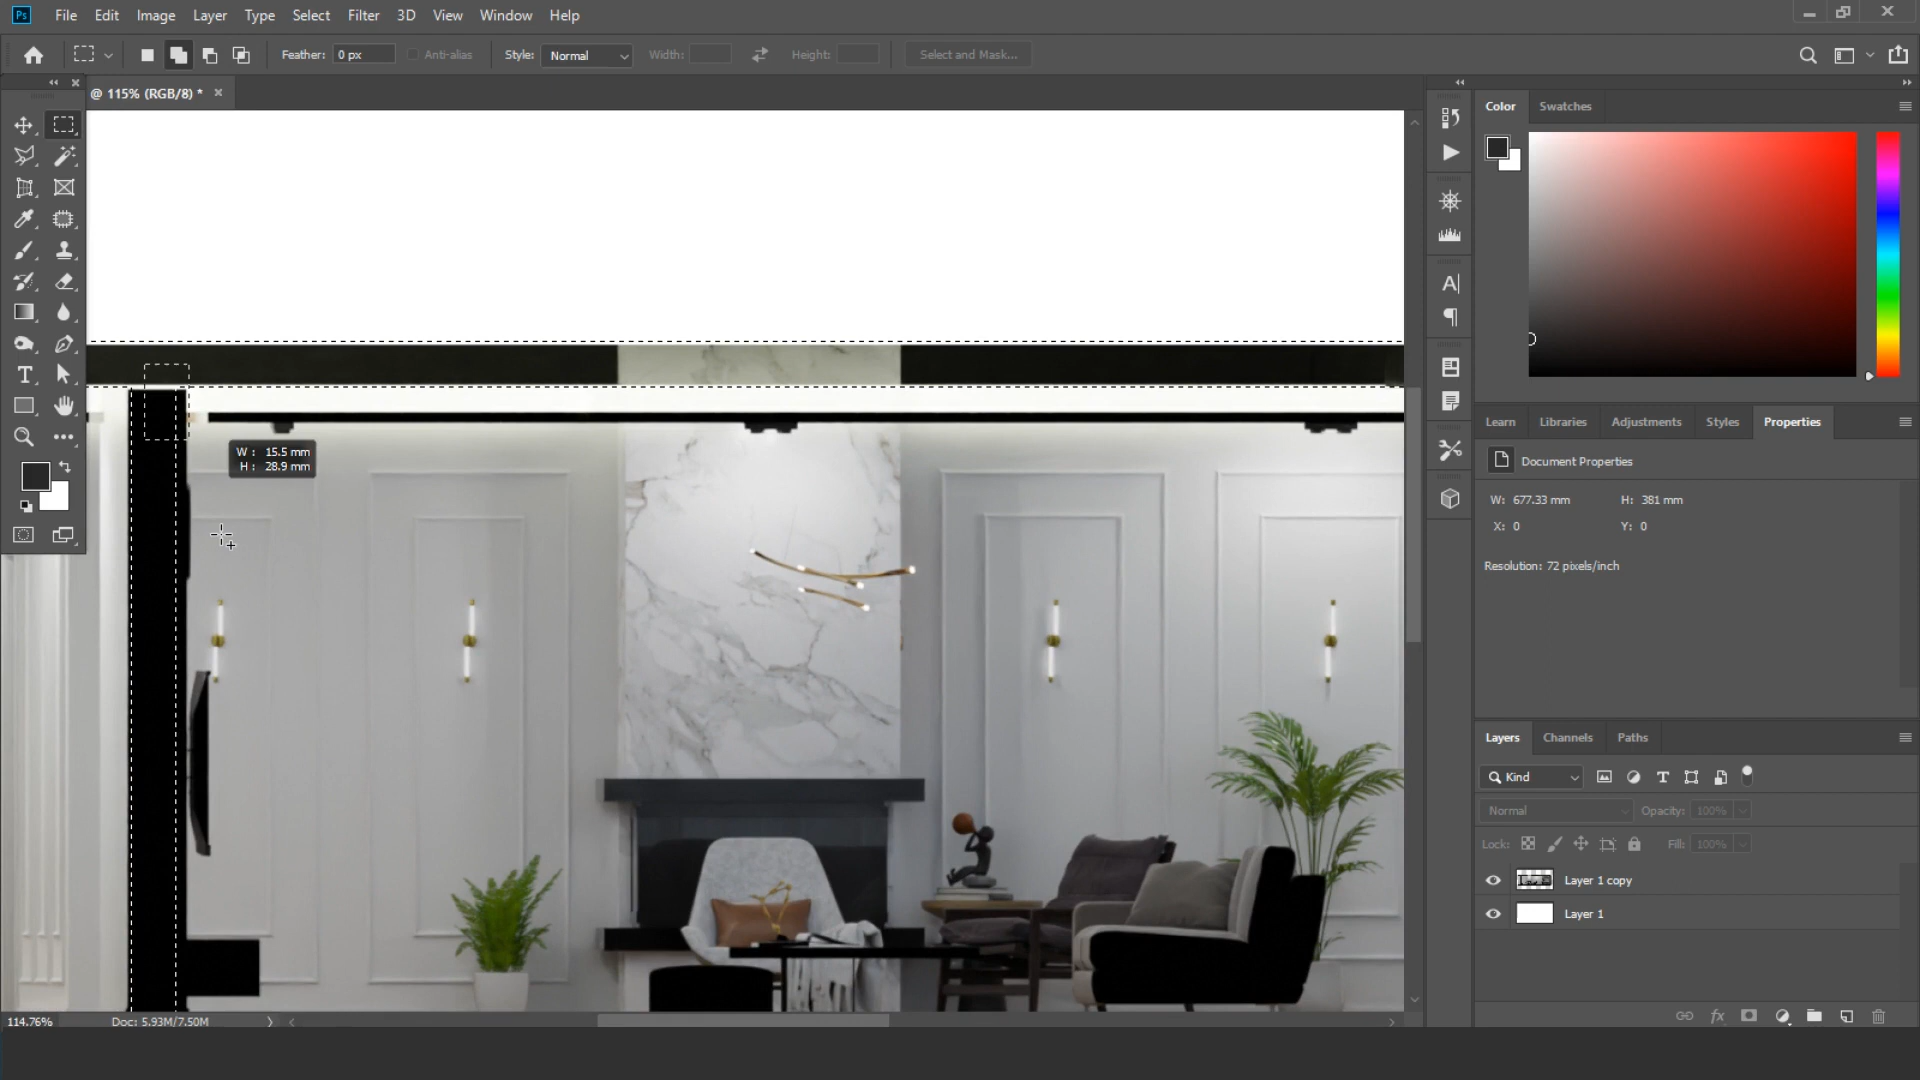 Ps File Edit Image Layer Type Select Filter 3D View Window Help
Feather: 0 px Anti-alias Style: Normal Width: Height: Select and Mask...
@ 115% (RGB/8) *
Color Swatches
W : 15.5 mm
H : 28.9 mm
Learn Libraries Adjustments Styles Properties
Document Properties
W: 677.33 mm H: 381 mm
X: 0 Y: 0
Resolution: 72 pixels/inch
Layers Channels Paths
Kind
Normal Opacity: 100%
Lock: Fill: 100%
Layer 1 copy
Layer 1
114.76% Doc: 5.93M/7.50M